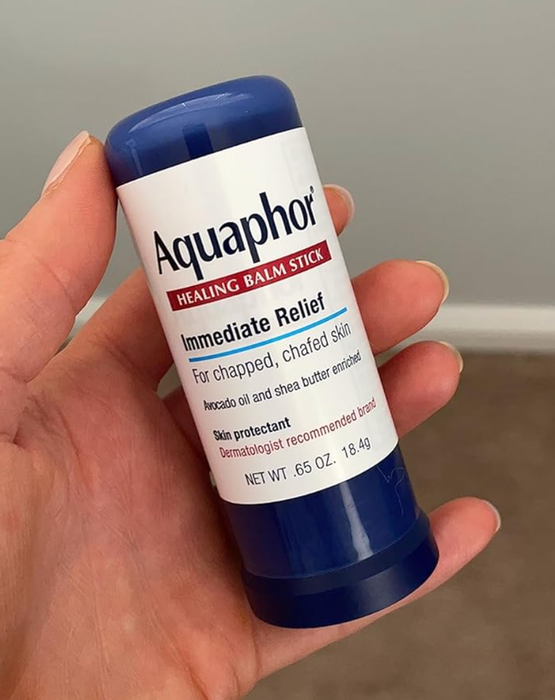 Aquaphor®
HEALING BALM STICK
Immediate Relief
For chapped, chafed skin
Avocado oil and shea butter enriched
Skin protectant
Dermatologist recommended brand
NET WT .65 OZ. 18.4g